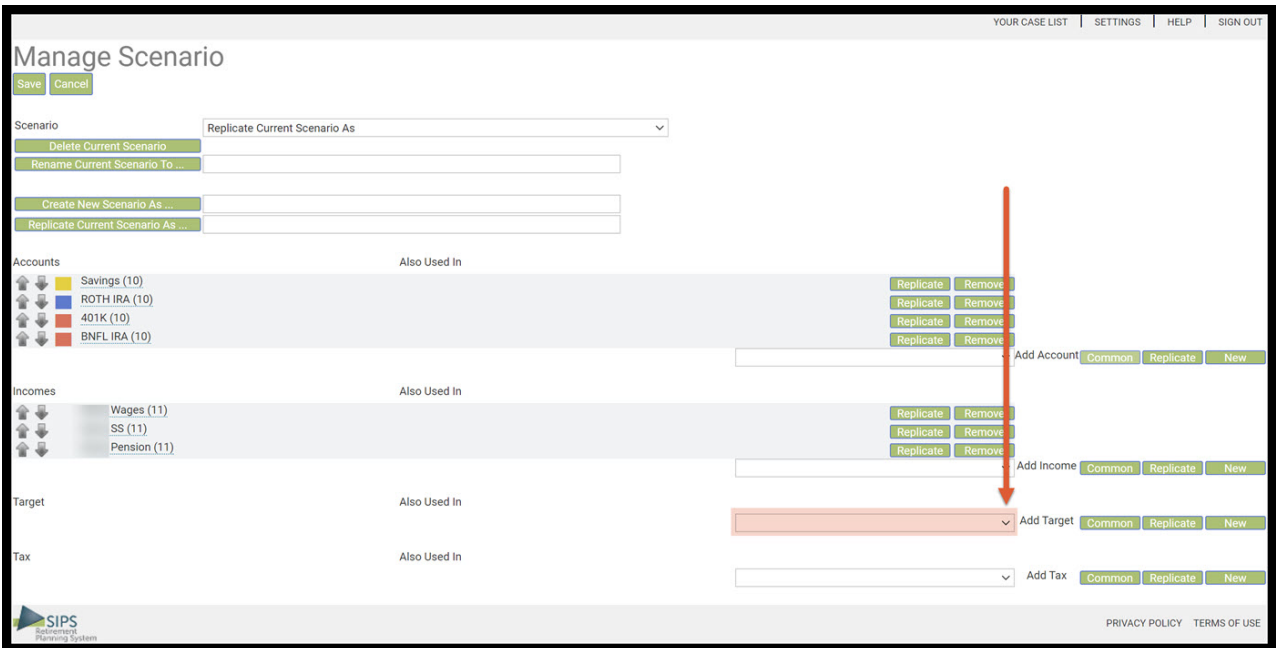 YOUR CASE LIST SETTINGS HELP SIGN OUT
Manage Scenario
Save Cancel
Scenario Replicate Current Scenario As
Delete Current Scenario
Rename Current Scenario To ...
Create New Scenario As ...
Replicate Current Scenario As ...
Accounts Also Used In
Savings (10) Replicate Remove
ROTH IRA (10) Replicate Remove
401K (10) Replicate Remove
BNFL IRA (10) Replicate Remove
Add Account Common Replicate New
Incomes Also Used In
Wages (11) Replicate Remove
SS (11) Replicate Remove
Pension (11) Replicate Remove
Add Income Common Replicate New
Target Also Used In
Add Target Common Replicate New
Tax Also Used In
Add Tax Common Replicate New
SIPS
Retirement
Planning System
PRIVACY POLICY TERMS OF USE